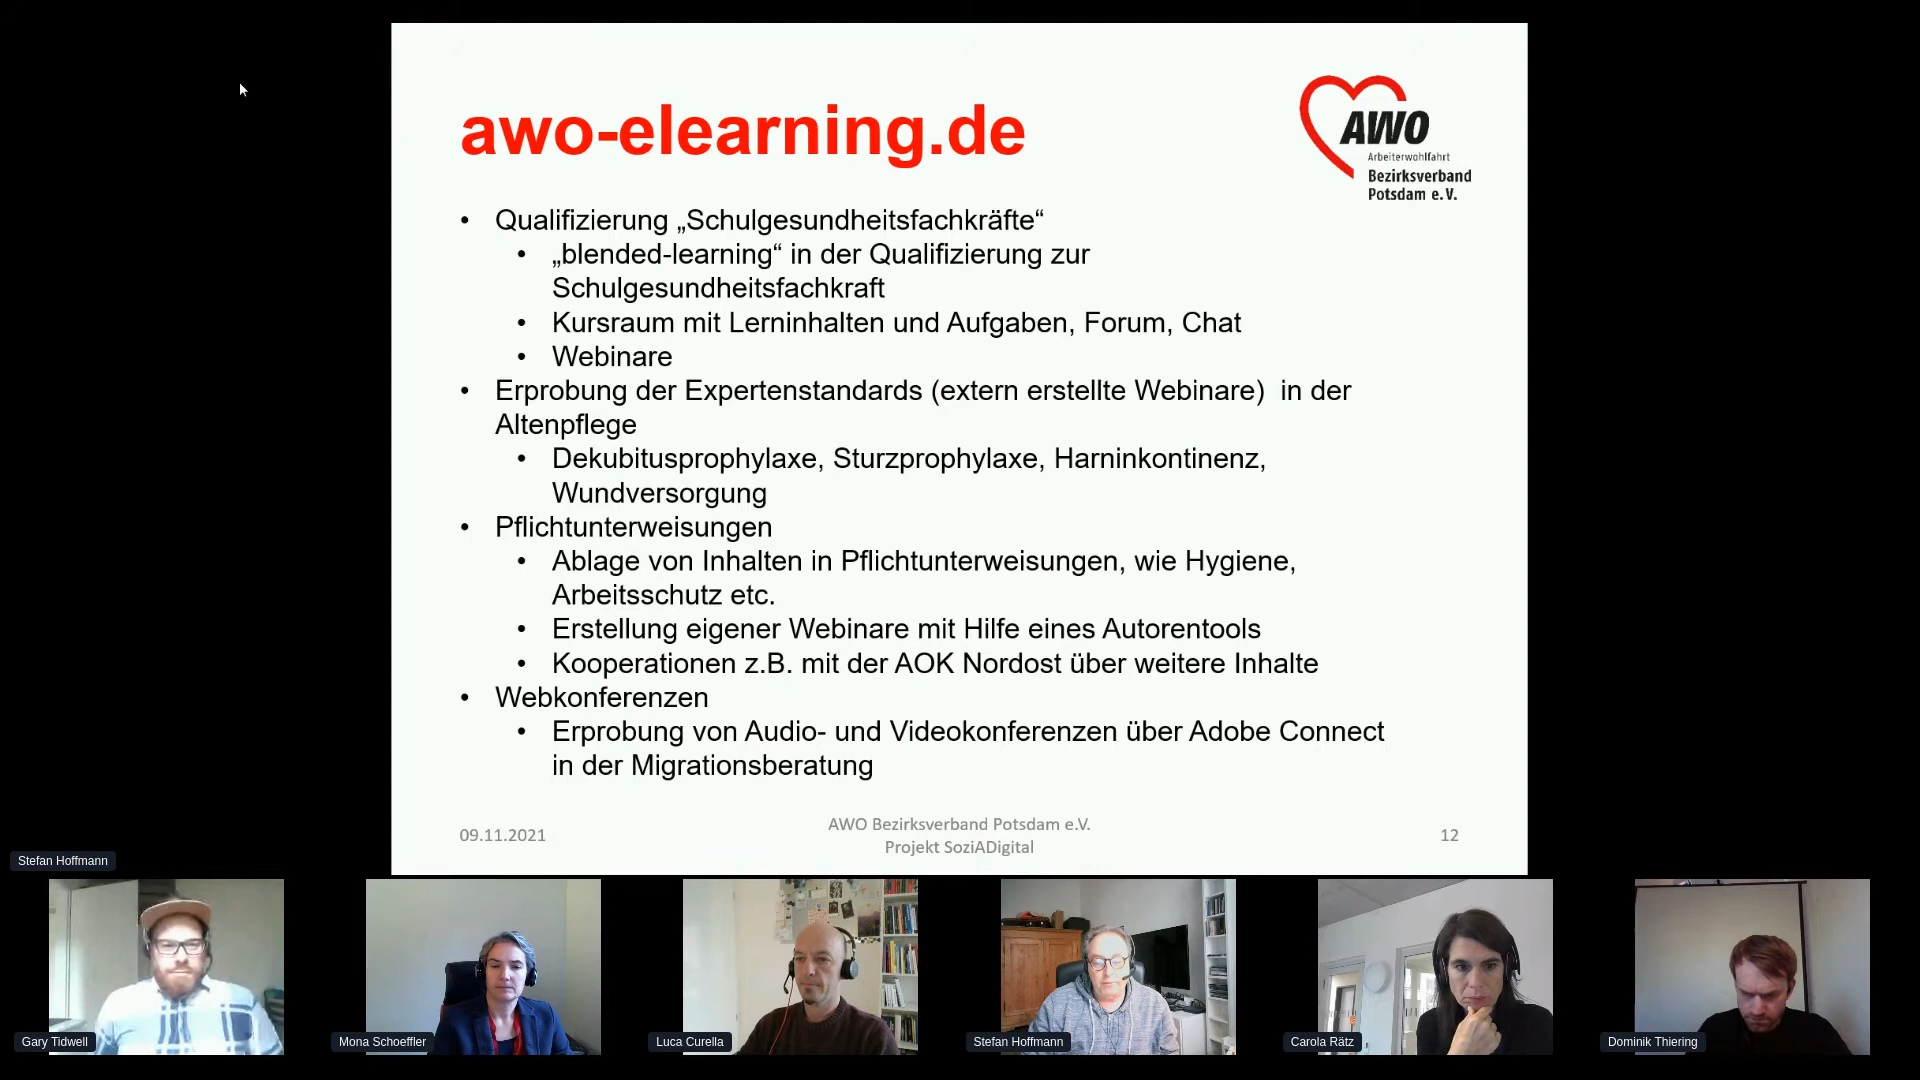 awo-elearning.de
AWO
Arbeiterwohlfahrt
Bezirksverband
Potsdam e.V.
• Qualifizierung „Schulgesundheitsfachkräfte“
• „blended-learning“ in der Qualifizierung zur
Schulgesundheitsfachkraft
• Kursraum mit Lerninhalten und Aufgaben, Forum, Chat
• Webinare
• Erprobung der Expertenstandards (extern erstellte Webinare)  in der
Altenpflege
• Dekubitusprophylaxe, Sturzprophylaxe, Harninkontinenz,
Wundversorgung
• Pflichtunterweisungen
• Ablage von Inhalten in Pflichtunterweisungen, wie Hygiene,
Arbeitsschutz etc.
• Erstellung eigener Webinare mit Hilfe eines Autorentools
• Kooperationen z.B. mit der AOK Nordost über weitere Inhalte
• Webkonferenzen
• Erprobung von Audio- und Videokonferenzen über Adobe Connect
in der Migrationsberatung
09.11.2021
AWO Bezirksverband Potsdam e.V.
Projekt SoziADigital
12
Stefan Hoffmann
Gary Tidwell
Mona Schoeffler
Luca Curella
Stefan Hoffmann
Carola Rätz
Dominik Thiering